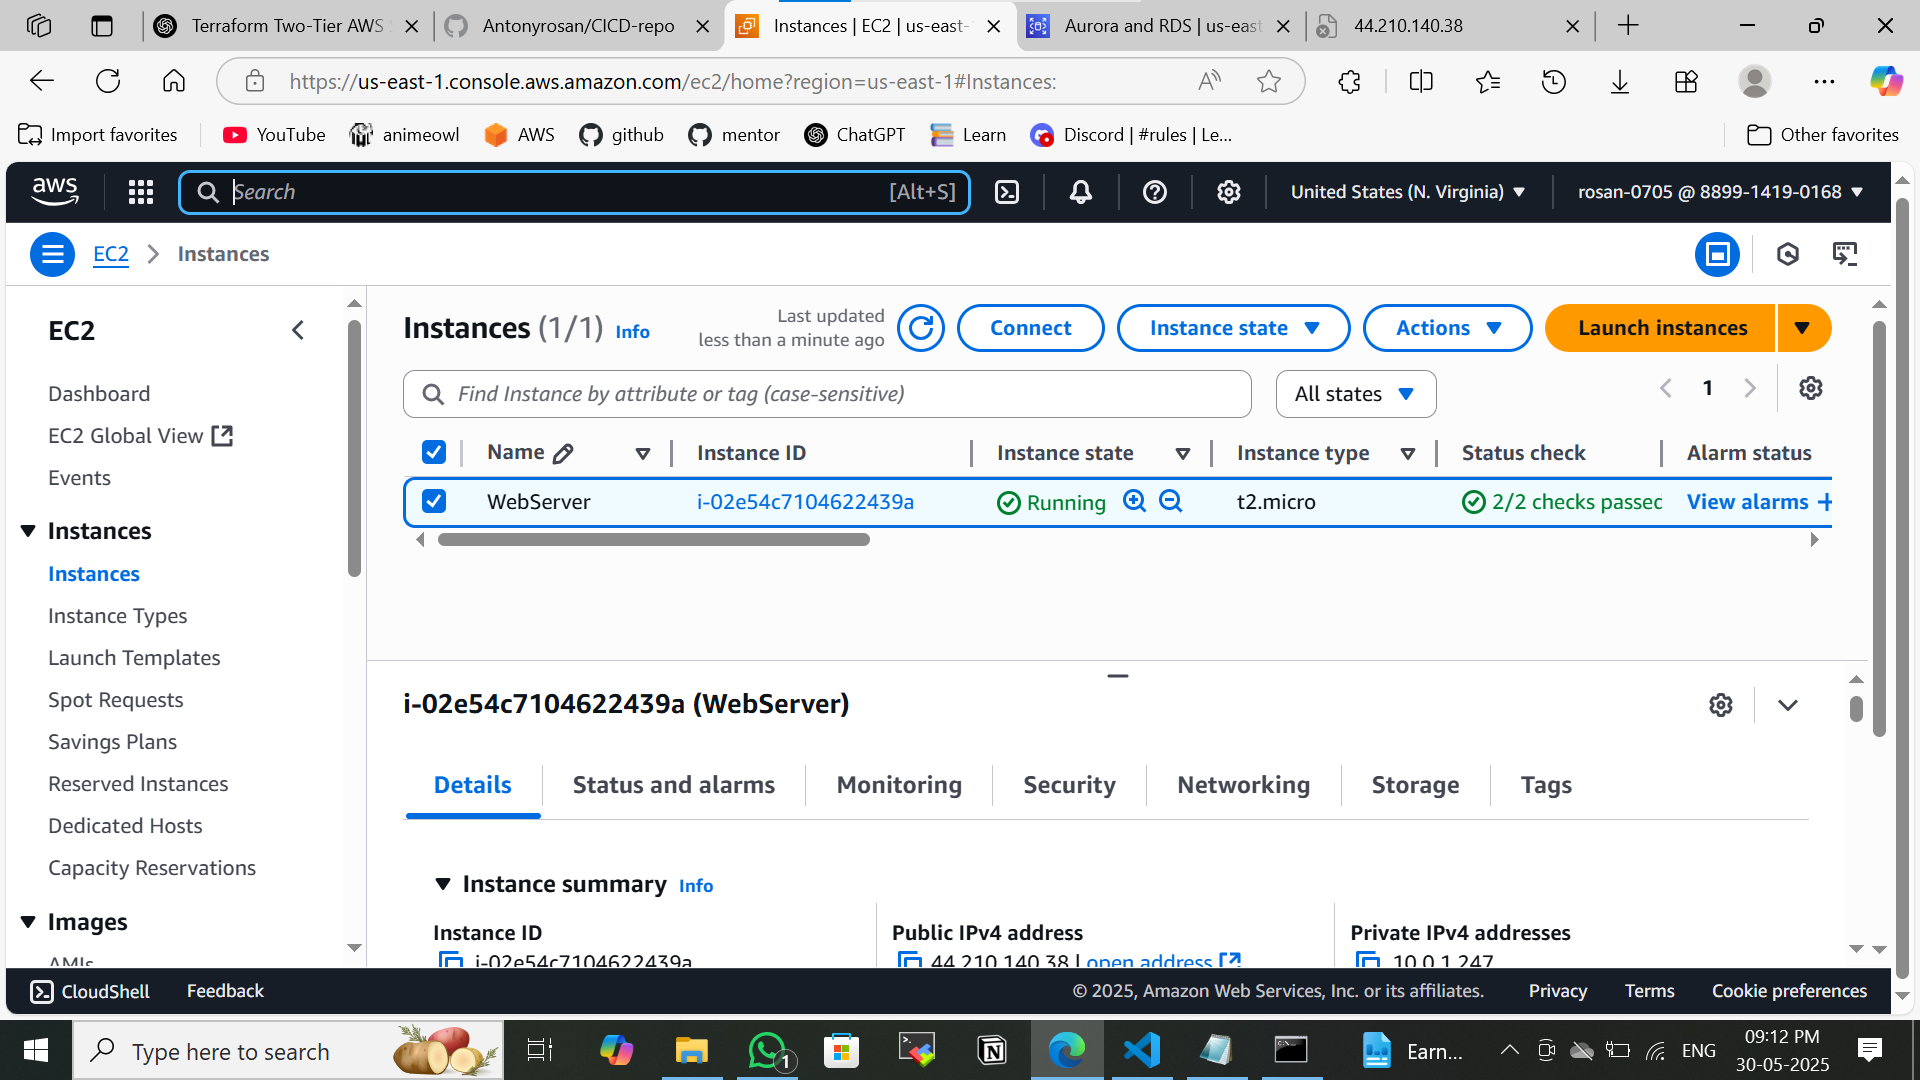 Terraform Two-Tier AWS
Antonyrosan/CICD-repo
Instances | EC2 | us-east-
Aurora and RDS | us-east
44.210.140.38
https://us-east-1.console.aws.amazon.com/ec2/home?region=us-east-1#Instances:
Import favorites
YouTube
animeowl
AWS
github
mentor
ChatGPT
Learn
Discord | #rules | Le...
Other favorites
aws
Search
[Alt+S]
United States (N. Virginia)
rosan-0705 @ 8899-1419-0168
EC2
Instances
EC2
Dashboard
EC2 Global View
Events
Instances
Instances
Instance Types
Launch Templates
Spot Requests
Savings Plans
Reserved Instances
Dedicated Hosts
Capacity Reservations
Images
AMIs
Instances (1/1) Info
Last updated
less than a minute ago
Connect
Instance state
Actions
Launch instances
Find Instance by attribute or tag (case-sensitive)
All states
1
Name
Instance ID
Instance state
Instance type
Status check
Alarm status
WebServer
i-02e54c7104622439a
Running
t2.micro
2/2 checks passed
View alarms +
i-02e54c7104622439a (WebServer)
Details
Status and alarms
Monitoring
Security
Networking
Storage
Tags
Instance summary Info
Instance ID
i-02e54c7104622439a
Public IPv4 address
44.210.140.38 | open address
Private IPv4 addresses
10.0.1.247
CloudShell
Feedback
© 2025, Amazon Web Services, Inc. or its affiliates.
Privacy
Terms
Cookie preferences
Type here to search
1
Earn...
ENG
09:12 PM
30-05-2025